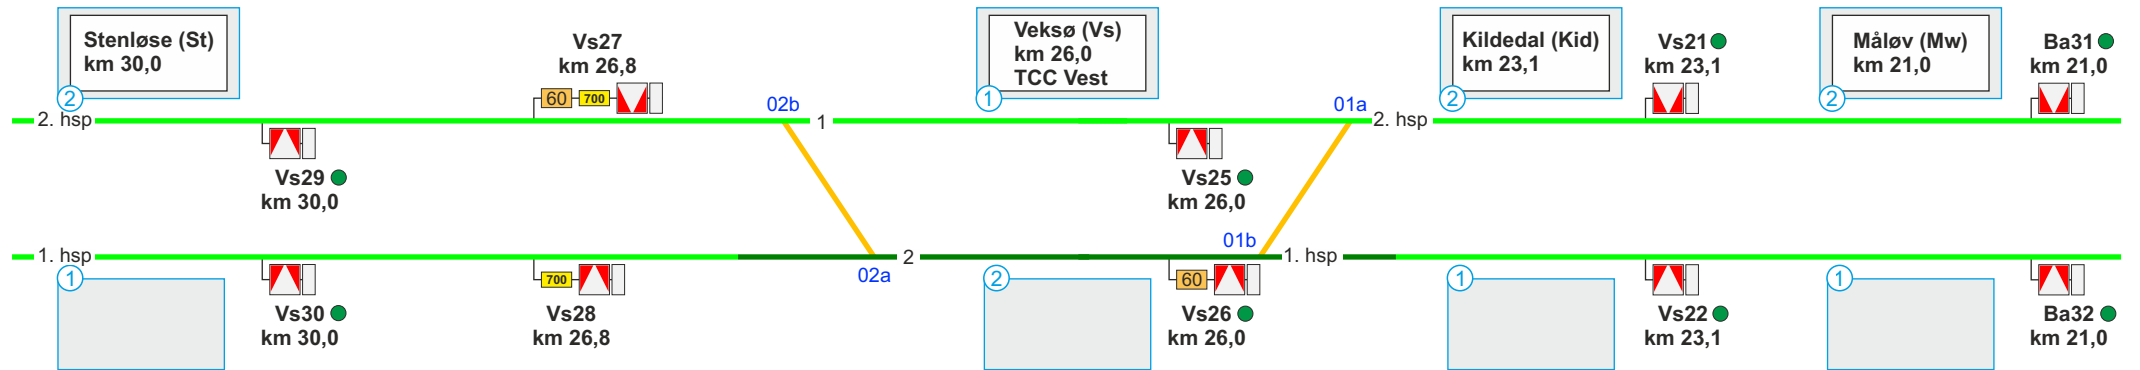 Stenløse (St)
km 30,0
2
Vs27
km 26,8
60
700
Veksø (Vs)
km 26,0
TCC Vest
1
Kildedal (Kid)
km 23,1
2
Vs21
km 23,1
Måløv (Mw)
km 21,0
2
Ba31
km 21,0
2. hsp
02b
1
01a
2. hsp
Vs29
km 30,0
Vs25
km 26,0
1. hsp
02a
2
01b
1. hsp
1
Vs30
km 30,0
700
Vs28
km 26,8
2
60
Vs26
km 26,0
1
Vs22
km 23,1
1
Ba32
km 21,0